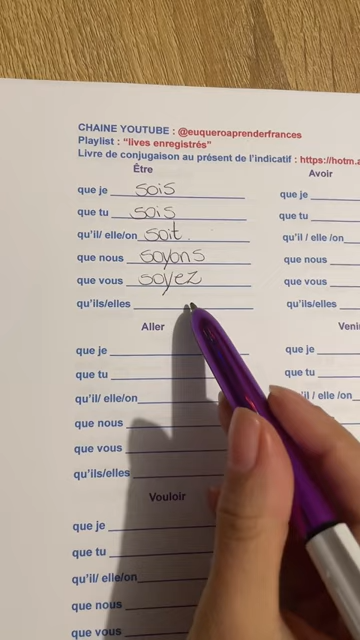 CHAINE YOUTUBE : @euqueroaprenderfrances
Playlist : “lives enregistrés”
Livre de conjugaison au présent de l'indicatif : https://hotm.a
Être
que je sois
que tu sois
qu'il/ elle/on soit
que nous soyons
que vous soyez
qu'ils/elles
Aller
que je
que tu
qu'il/ elle/on
que nous
que vous
qu'ils/elles
Vouloir
que je
que tu
qu'il/ elle/on
que nous
que vous
Avoir
que je
que tu
qu'il / elle /on
que nous
que vous
qu'ils/elles
Veni
que je
que tu
'il / elle /on